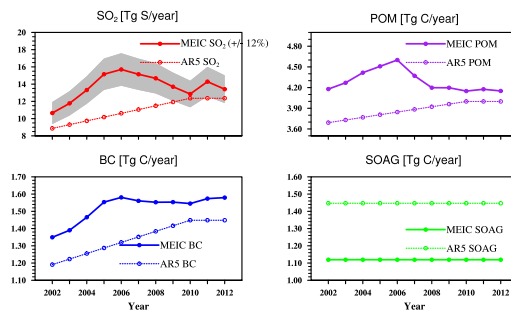 SO₂ [Tg S/year]
20
18
16
14
12
10
8
MEIC SO₂ (+/- 12%)
AR5 SO₂
POM [Tg C/year]
4.80
4.50
4.20
3.90
3.60
MEIC POM
AR5 POM
BC [Tg C/year]
1.70
1.60
1.50
1.40
1.30
1.20
1.10
MEIC BC
AR5 BC
2002 2004 2006 2008 2010 2012
Year
SOAG [Tg C/year]
1.60
1.50
1.40
1.30
1.20
1.10
1.00
MEIC SOAG
AR5 SOAG
2002 2004 2006 2008 2010 2012
Year